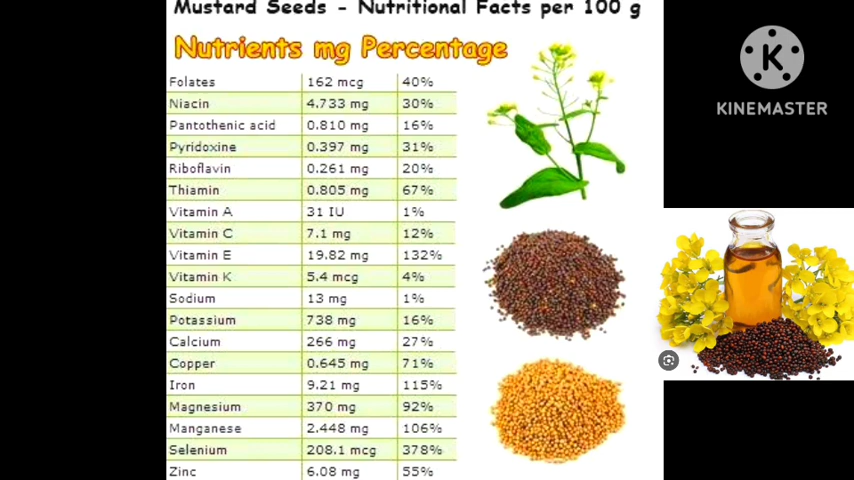 Mustard Seeds - Nutritional Facts per 100 g
Nutrients mg Percentage
Folates 162 mcg 40%
Niacin 4.733 mg 30%
Pantothenic acid 0.810 mg 16%
Pyridoxine 0.397 mg 31%
Riboflavin 0.261 mg 20%
Thiamin 0.805 mg 67%
Vitamin A 31 IU 1%
Vitamin C 7.1 mg 12%
Vitamin E 19.82 mg 132%
Vitamin K 5.4 mcg 4%
Sodium 13 mg 1%
Potassium 738 mg 16%
Calcium 266 mg 27%
Copper 0.645 mg 71%
Iron 9.21 mg 115%
Magnesium 370 mg 92%
Manganese 2.448 mg 106%
Selenium 208.1 mcg 378%
Zinc 6.08 mg 55%
K
KINEMASTER